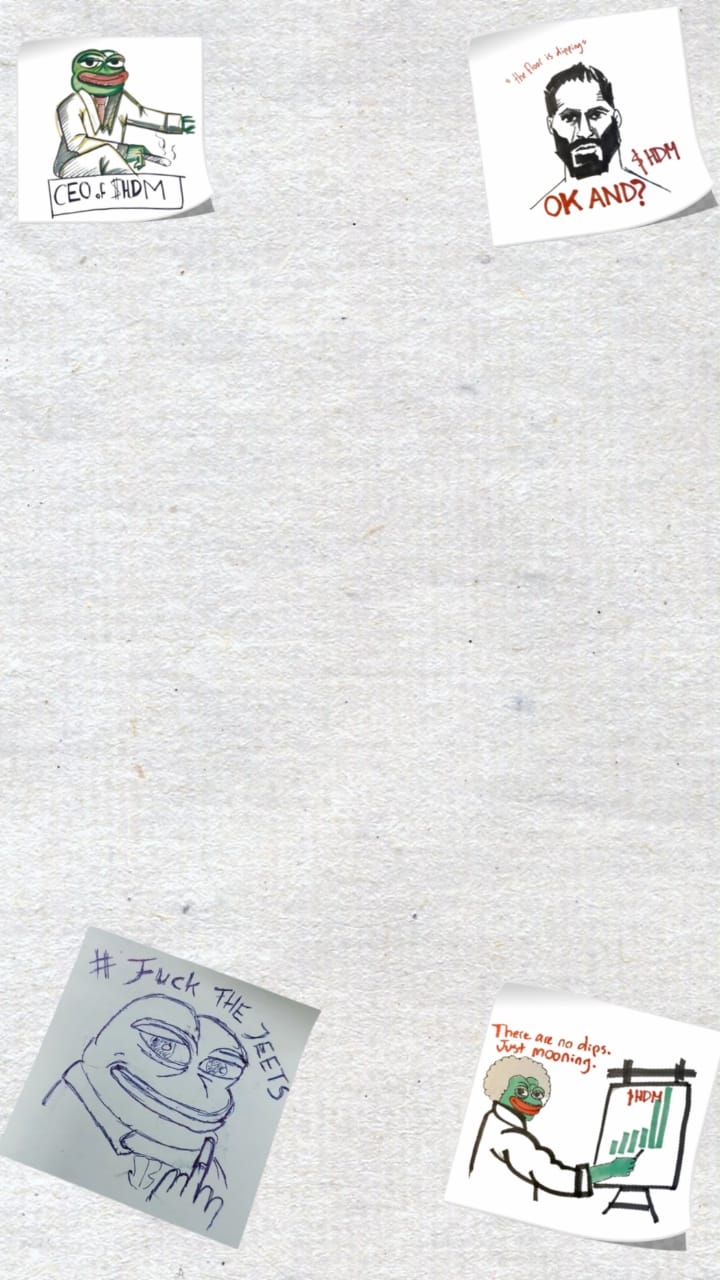 CEO of $HDM
"the floor is dipping"
$HDM
OK AND?
# Fuck THE JEETS
There are no dips.
Just mooning.
$HDM